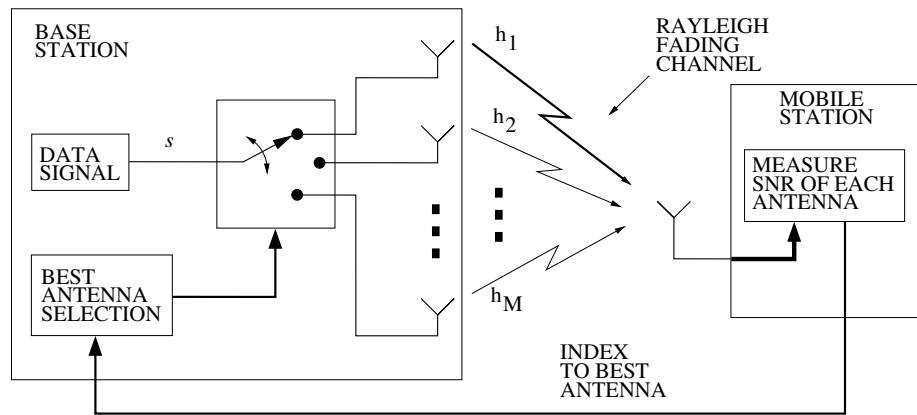 BASE
STATION
DATA
SIGNAL
s
BEST
ANTENNA
SELECTION
h1
h2
hM
RAYLEIGH
FADING
CHANNEL
MOBILE
STATION
MEASURE
SNR OF EACH
ANTENNA
INDEX
TO BEST
ANTENNA